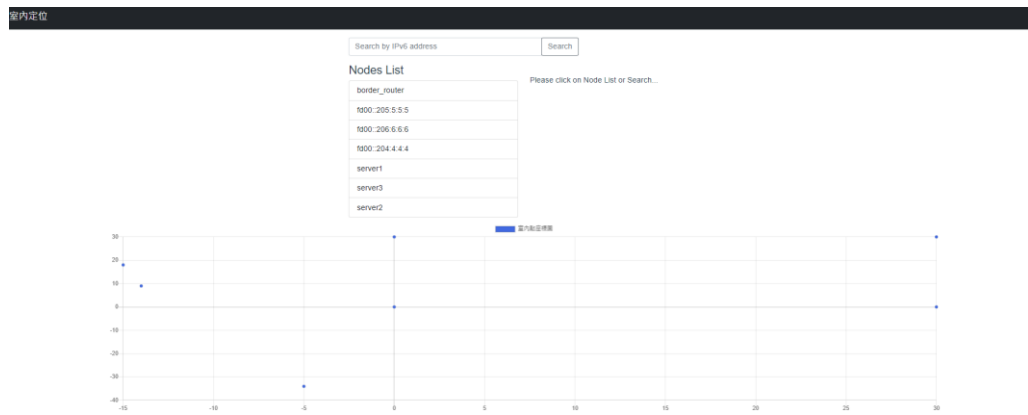 室內定位
Search by IPv6 address
Search
Nodes List
Please click on Node List or Search...
border_router
fd00::205:5:5:5
fd00::206:6:6:6
fd00::204:4:4:4
server1
server3
server2
30
20
10
0
-10
-20
-30
-40
-15
-10
-5
0
5
10
15
20
25
30